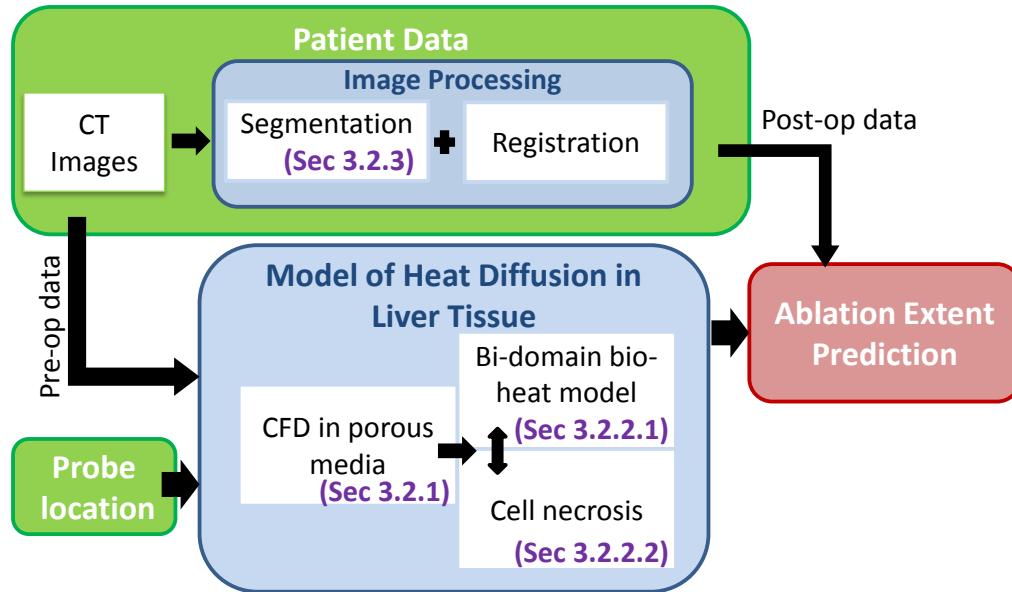 Patient Data
Image Processing
CT
Images
Segmentation
(Sec 3.2.3)
Registration
Post-op data
Pre-op data
Model of Heat Diffusion in
Liver Tissue
Bi-domain bio-
heat model
(Sec 3.2.2.1)
CFD in porous
media
(Sec 3.2.1)
Cell necrosis
(Sec 3.2.2.2)
Probe
location
Ablation Extent
Prediction